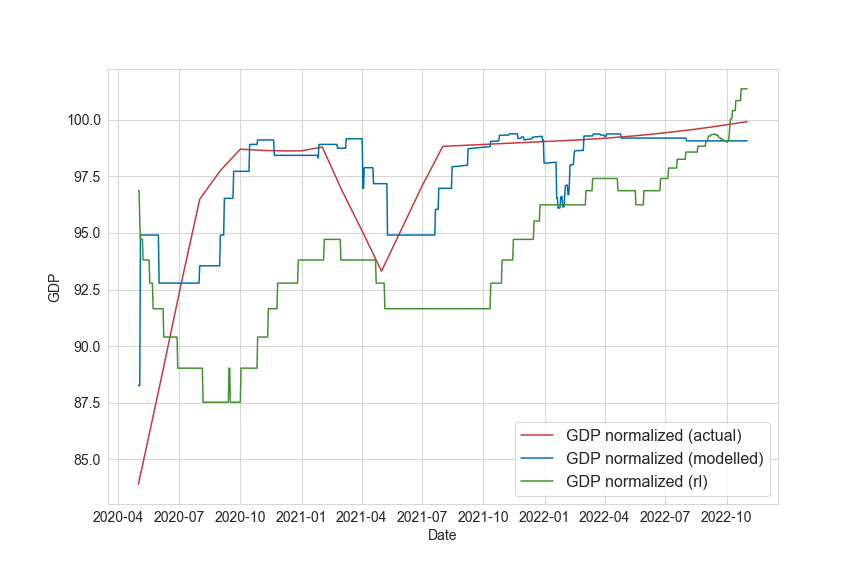 GDP
100.0
97.5
95.0
92.5
90.0
87.5
85.0
GDP normalized (actual)
GDP normalized (modelled)
GDP normalized (rl)
2020-04 2020-07 2020-10 2021-01 2021-04 2021-07 2021-10 2022-01 2022-04 2022-07 2022-10
Date